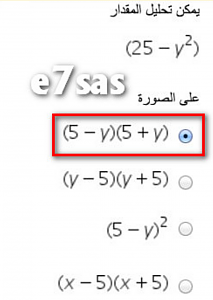 يمكن تحليل المقدار
(25 − y²)
e7sas
على الصورة
(5 − y)(5 + y)
(y − 5)(y + 5)
(5 − y)²
(x − 5)(x + 5)